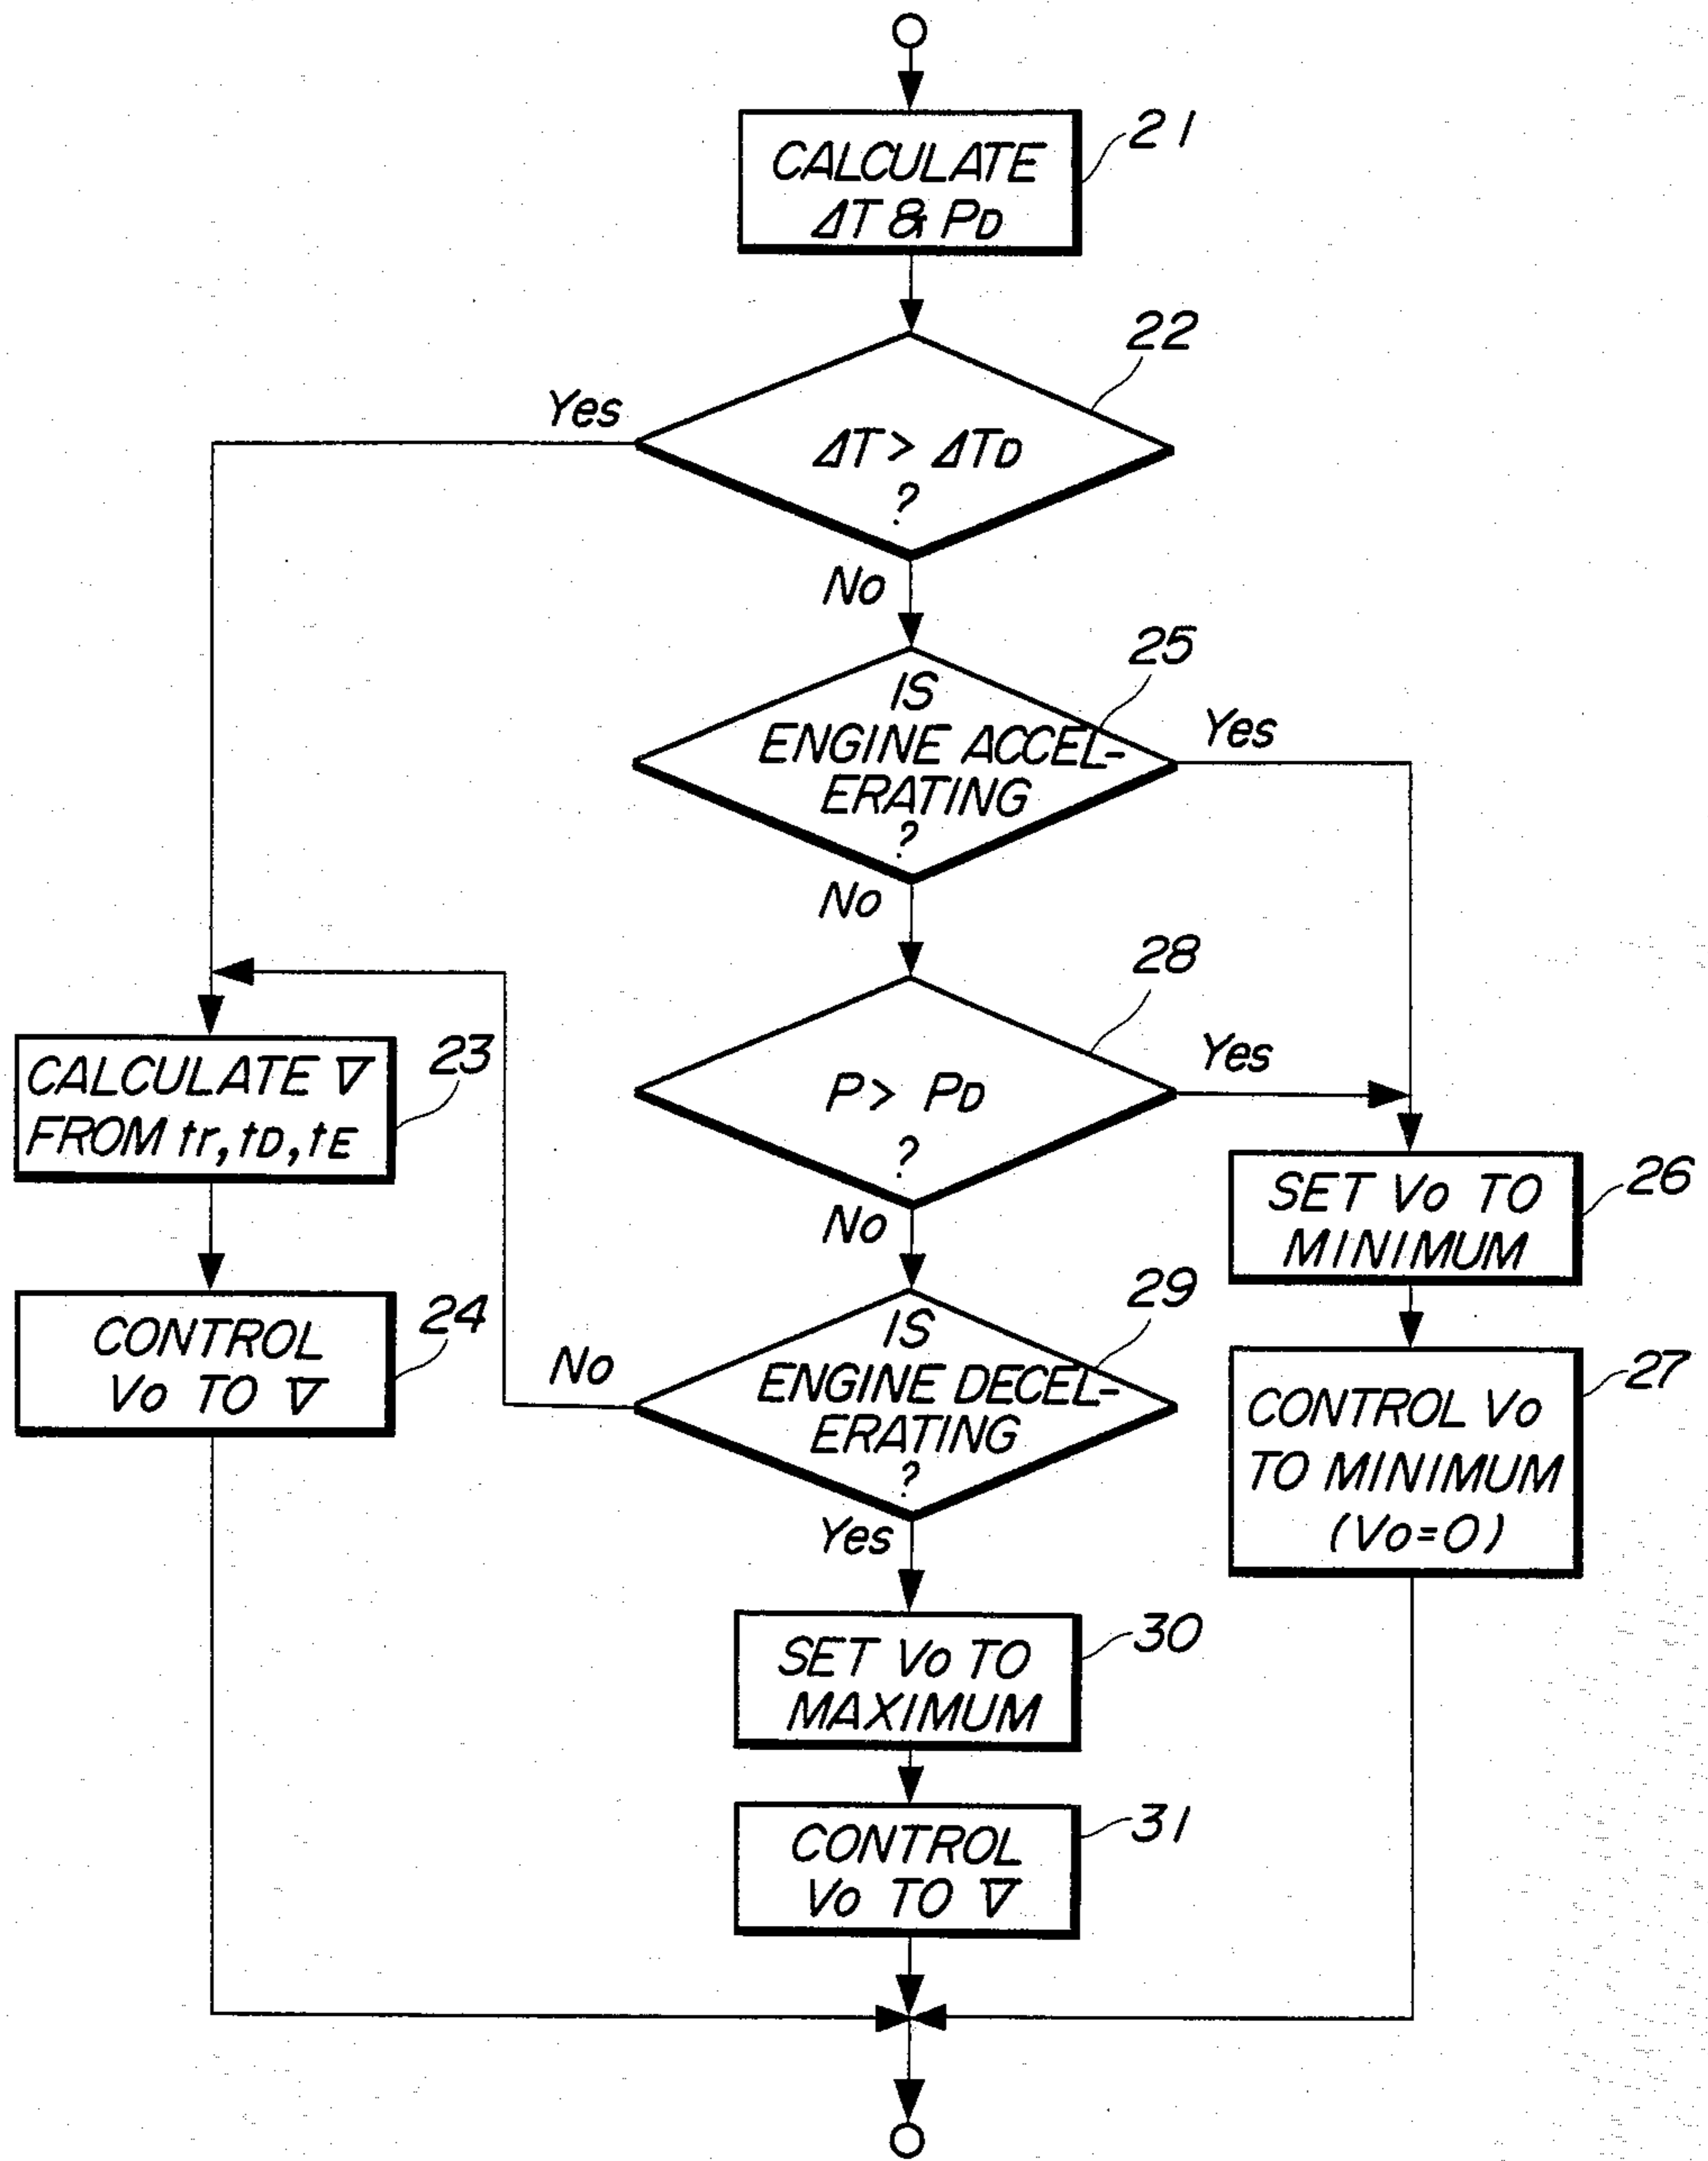 CALCULATE
ΔT & PD
21
22
Yes
ΔT > ΔTD
?
No
25
IS
ENGINE ACCEL-
ERATING
?
Yes
No
28
P > PD
?
Yes
No
CALCULATE ∇
FROM tr, tD, tE
23
SET Vo TO
MINIMUM
26
CONTROL
Vo TO ∇
24
29
IS
ENGINE DECEL-
ERATING
?
No
Yes
CONTROL Vo
TO MINIMUM
(Vo=0)
27
SET Vo TO
MAXIMUM
30
CONTROL
Vo TO ∇
31